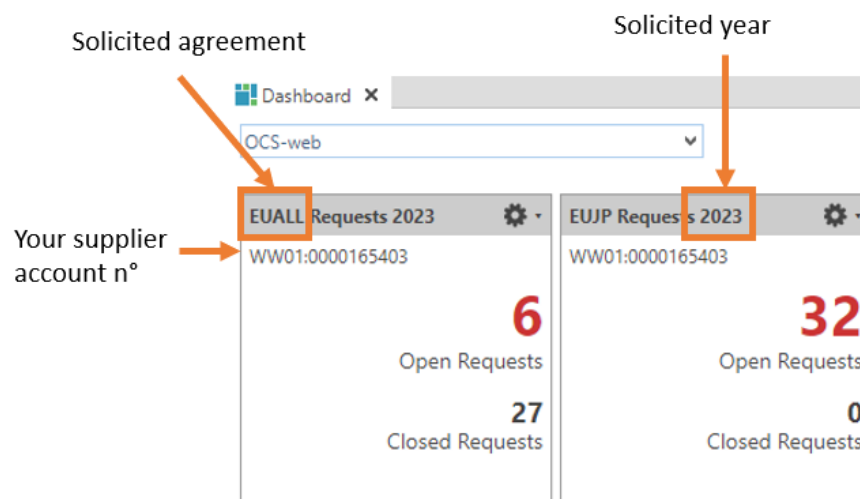 Solicited agreement
Solicited year
Dashboard
OCS-web
EUALL Requests 2023
EUJP Requests 2023
Your supplier
account n°
WW01:0000165403
WW01:0000165403
6
32
Open Requests
Open Requests
27
0
Closed Requests
Closed Requests